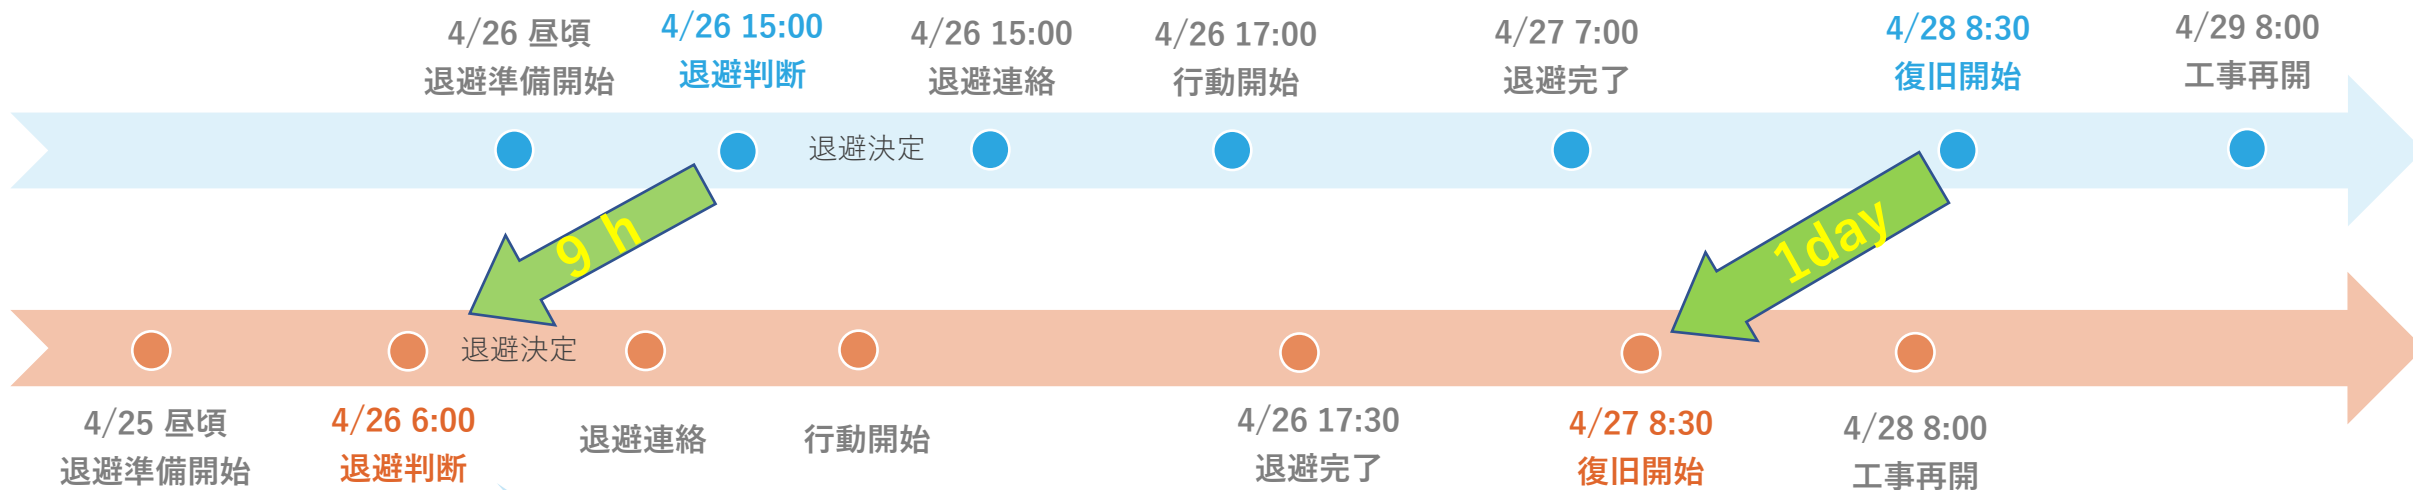 4/26 昼頃
退避準備開始
4/26 15:00
退避判断
4/26 15:00
退避連絡
4/26 17:00
行動開始
4/27 7:00
退避完了
4/28 8:30
復旧開始
4/29 8:00
工事再開
退避決定
9 h
1day
退避決定
4/25 昼頃
退避準備開始
4/26 6:00
退避判断
退避連絡
行動開始
4/26 17:30
退避完了
4/27 8:30
復旧開始
4/28 8:00
工事再開